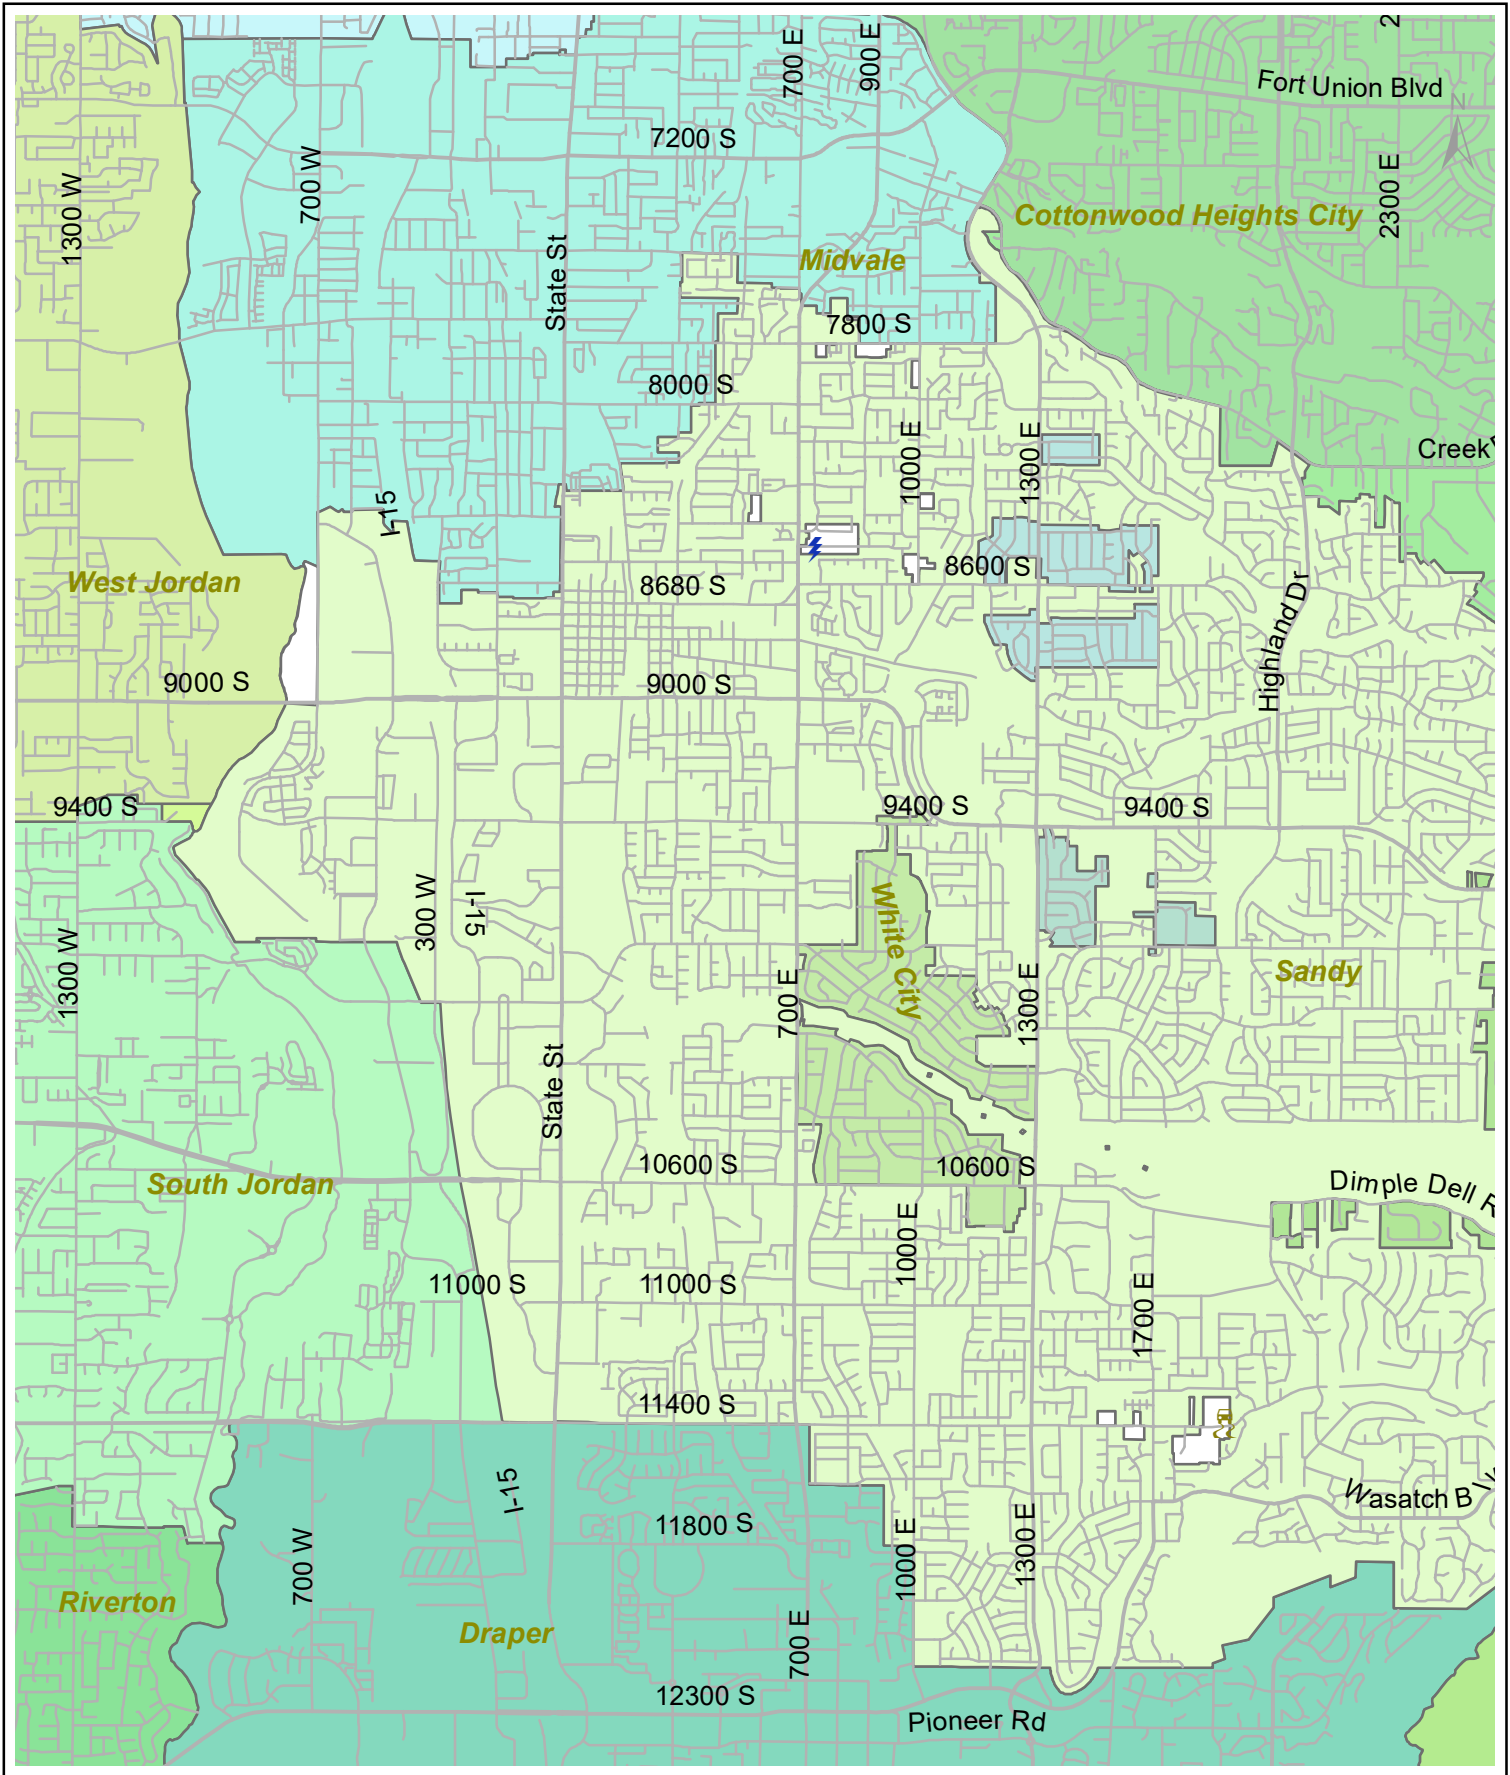 2
700 E
900 E
Fort Union Blvd
N
7200 S
700 W
1300 W
2300 E
Cottonwood Heights City
State St
Midvale
7800 S
8000 S
1000 E
1300 E
Creek
I-15
West Jordan
8680 S
8600 S
Highland Dr
9000 S
9000 S
9400 S
9400 S
9400 S
300 W
I-15
White City
1300 W
Sandy
700 E
1300 E
State St
10600 S
10600 S
South Jordan
Dimple Dell R
1000 E
11000 S
11000 S
1700 E
11400 S
I-15
Wasatch Blv
11800 S
1000 E
1300 E
700 W
Riverton
Draper
700 E
12300 S
Pioneer Rd